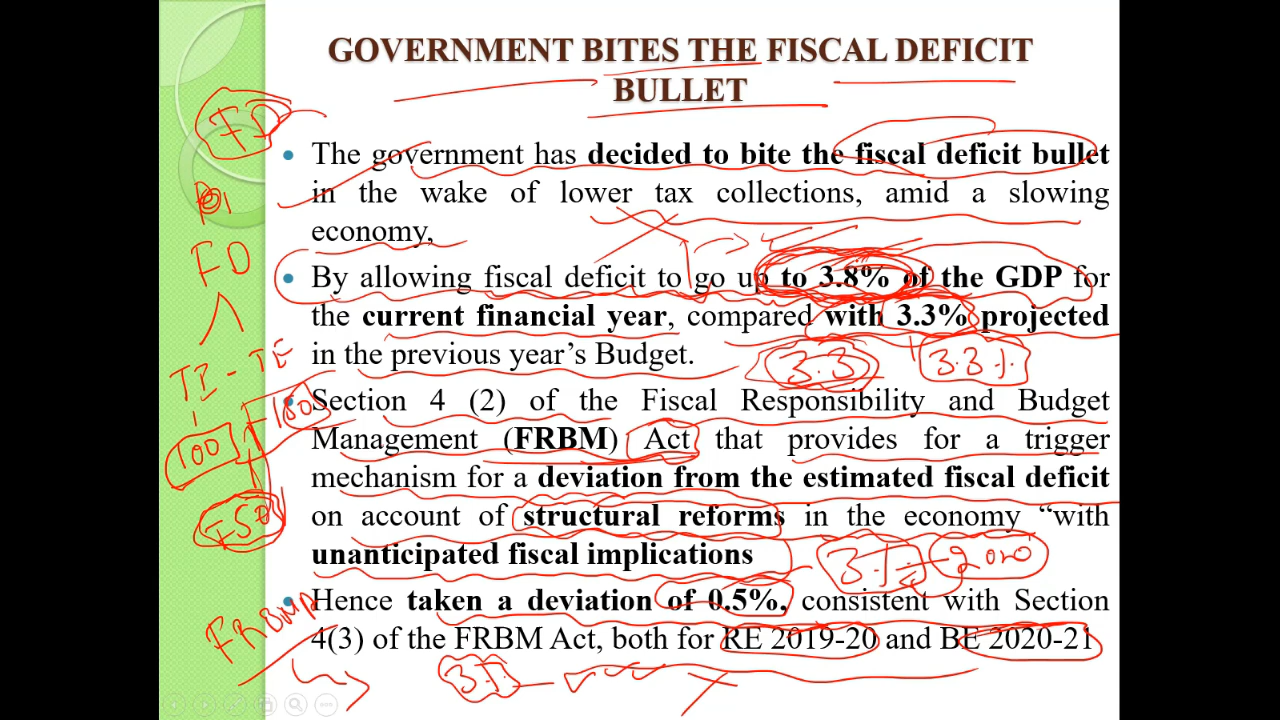 GOVERNMENT BITES THE FISCAL DEFICIT
BULLET
FD
• The government has decided to bite the fiscal deficit bullet
in the wake of lower tax collections, amid a slowing
economy,
FD
• By allowing fiscal deficit to go up to 3.8% of the GDP for
the current financial year, compared with 3.3% projected
in the previous year's Budget.
3.3
3.3%
TE - TE
180
• Section 4 (2) of the Fiscal Responsibility and Budget
Management (FRBM) Act that provides for a trigger
100
mechanism for a deviation from the estimated fiscal deficit
on account of structural reforms in the economy “with
unanticipated fiscal implications
3%
• Hence taken a deviation of 0.5%, consistent with Section
4(3) of the FRBM Act, both for RE 2019-20 and BE 2020-21
FRBMA
3%